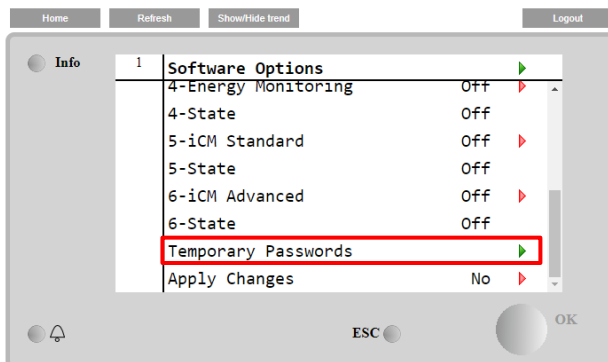 Home Refresh Show/Hide trend Logout
Info
1 Software Options
4-Energy Monitoring Off
4-State Off
5-iCM Standard Off
5-State Off
6-iCM Advanced Off
6-State Off
Temporary Passwords
Apply Changes No
ESC OK